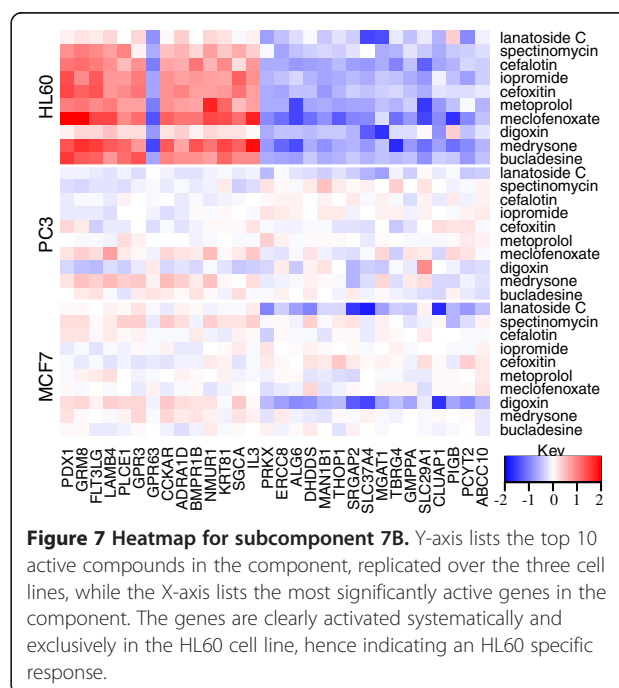 HL60
lanatoside C
spectinomycin
cefalotin
iopromide
cefoxitin
metoprolol
meclofenoxate
digoxin
medrysone
bucladesine
PC3
lanatoside C
spectinomycin
cefalotin
iopromide
cefoxitin
metoprolol
meclofenoxate
digoxin
medrysone
bucladesine
MCF7
lanatoside C
spectinomycin
cefalotin
iopromide
cefoxitin
metoprolol
meclofenoxate
digoxin
medrysone
bucladesine
PDX1
GRM8
FLT3LG
LAMB4
PLCE1
GPR3
GPR63
CCKAR
ADRA1D
BMPR1B
NMUR1
KRT81
SGCA
IL3
PRKX
ERCC8
ALG6
DHDDS
MAN1B1
THOP1
SRGAP2
SLC37A4
MGAT1
TBRG4
GMPPA
SLC29A1
CLUAP1
PIGB
PCYT2
ABCC10
Key
-2 -1 0 1 2
Figure 7 Heatmap for subcomponent 7B. Y-axis lists the top 10
active compounds in the component, replicated over the three cell
lines, while the X-axis lists the most significantly active genes in the
component. The genes are clearly activated systematically and
exclusively in the HL60 cell line, hence indicating an HL60 specific
response.